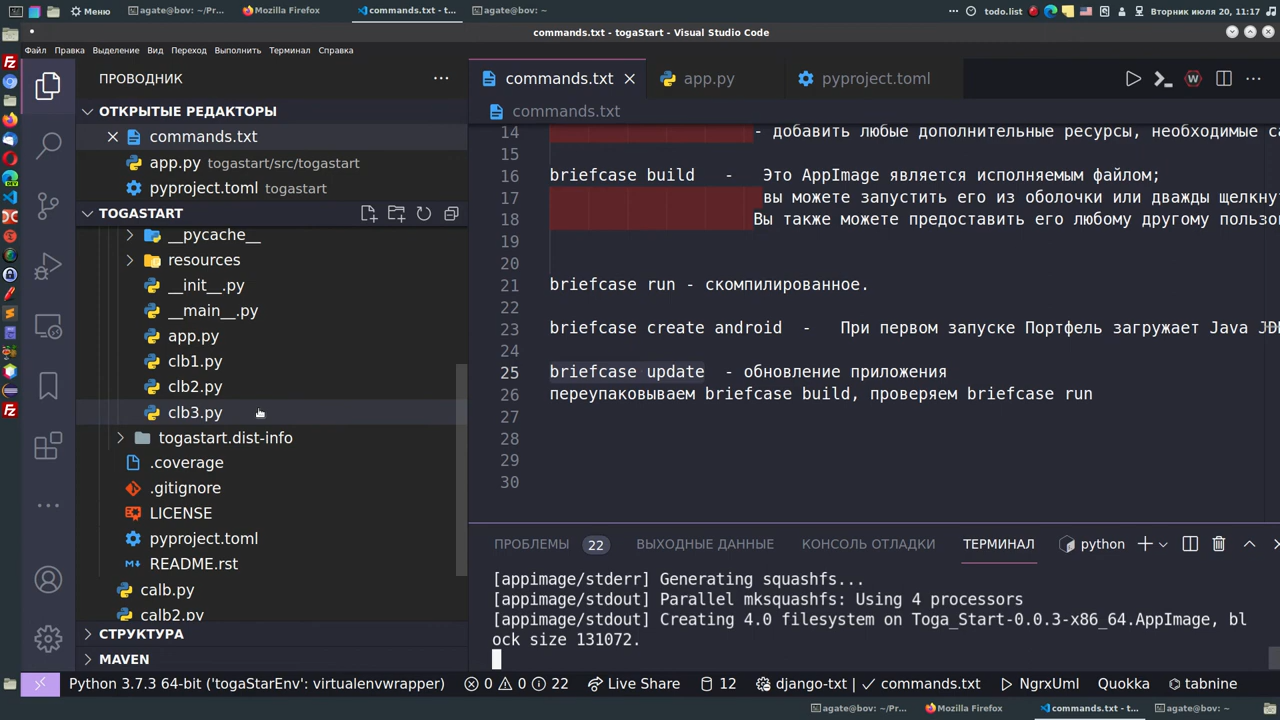 Меню
agate@bov: ~/Pr...
Mozilla Firefox
commands.txt - t...
agate@bov: ~
todo.list
Вторник июля 20, 11:17
commands.txt - togaStart - Visual Studio Code
Файл Правка Выделение Вид Переход Выполнить Терминал Справка
ПРОВОДНИК
commands.txt
app.py
pyproject.toml
ОТКРЫТЫЕ РЕДАКТОРЫ
commands.txt
app.py togastart/src/togastart
pyproject.toml togastart
TOGASTART
__pycache__
resources
__init__.py
__main__.py
app.py
clb1.py
clb2.py
clb3.py
togastart.dist-info
.coverage
.gitignore
LICENSE
pyproject.toml
README.rst
calb.py
calb2.py
СТРУКТУРА
MAVEN
commands.txt
14 - добавить любые дополнительные ресурсы, необходимые
15
16 briefcase build - Это AppImage является исполняемым файлом;
17 вы можете запустить его из оболочки или дважды
18 Вы также можете предоставить его любому другому
19
20
21 briefcase run - скомпилированное.
22
23 briefcase create android - При первом запуске Портфель загружает Java
24
25 briefcase update - обновление приложения
26 переупаковываем briefcase build, проверяем briefcase run
27
28
29
30
ПРОБЛЕМЫ 22 ВЫХОДНЫЕ ДАННЫЕ КОНСОЛЬ ОТЛАДКИ ТЕРМИНАЛ python
[appimage/stderr] Generating squashfs...
[appimage/stdout] Parallel mksquashfs: Using 4 processors
[appimage/stdout] Creating 4.0 filesystem on Toga_Start-0.0.3-x86_64.AppImage, bl
ock size 131072.
Python 3.7.3 64-bit ('togaStarEnv': virtualenvwrapper) 0 0 22 Live Share 12 django-txt | commands.txt NgrxUml Quokka tabnine
agate@bov: ~/Pr...
Mozilla Firefox
commands.txt - t...
agate@bov: ~